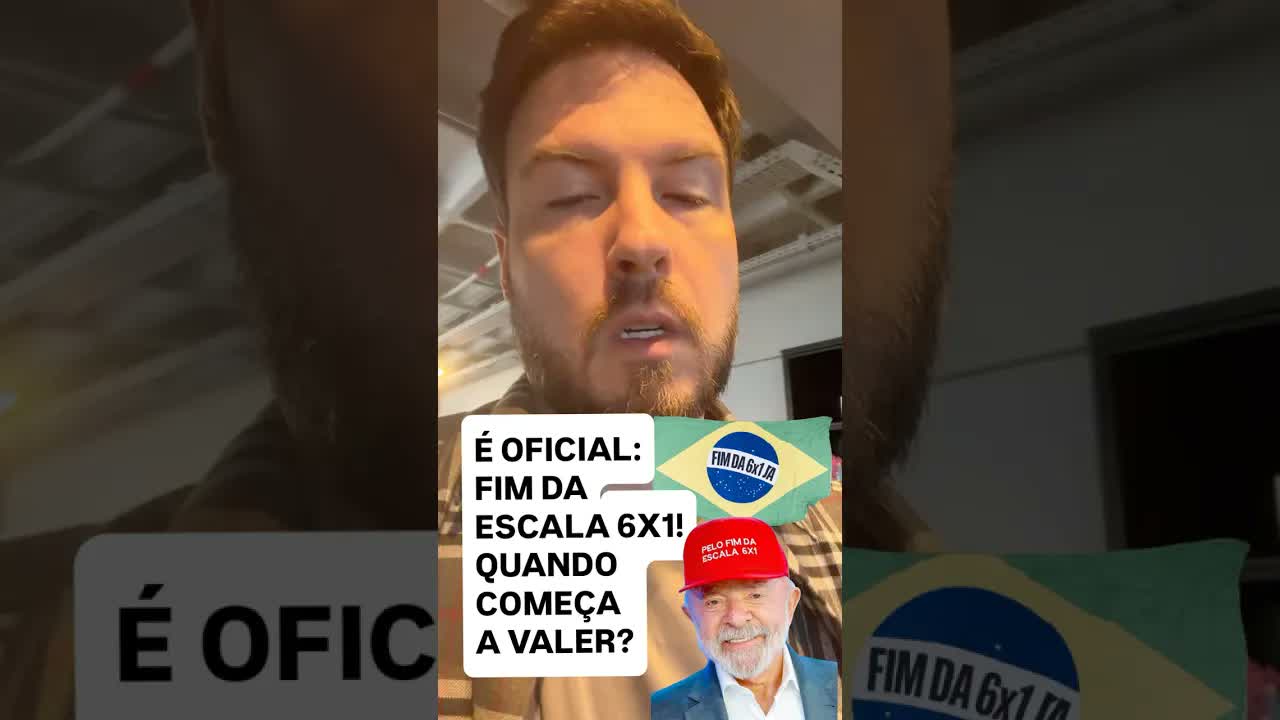 É OFICIAL:
FIM DA
ESCALA 6X1!
QUANDO
COMEÇA
A VALER?
FIM DA 6x1 JÁ
PELO FIM DA
ESCALA 6X1
É OFIC
FIM DA 6x1 JÁ